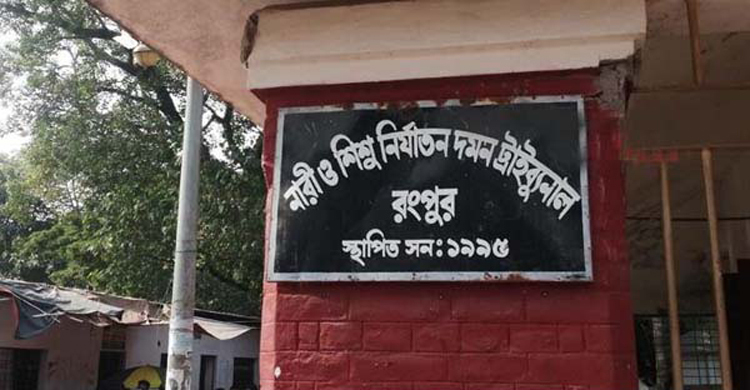 নারী ও শিশু নির্যাতন দমন ট্রাইব্যুনাল
রংপুর
স্থাপিত সন: ১৯৯৫